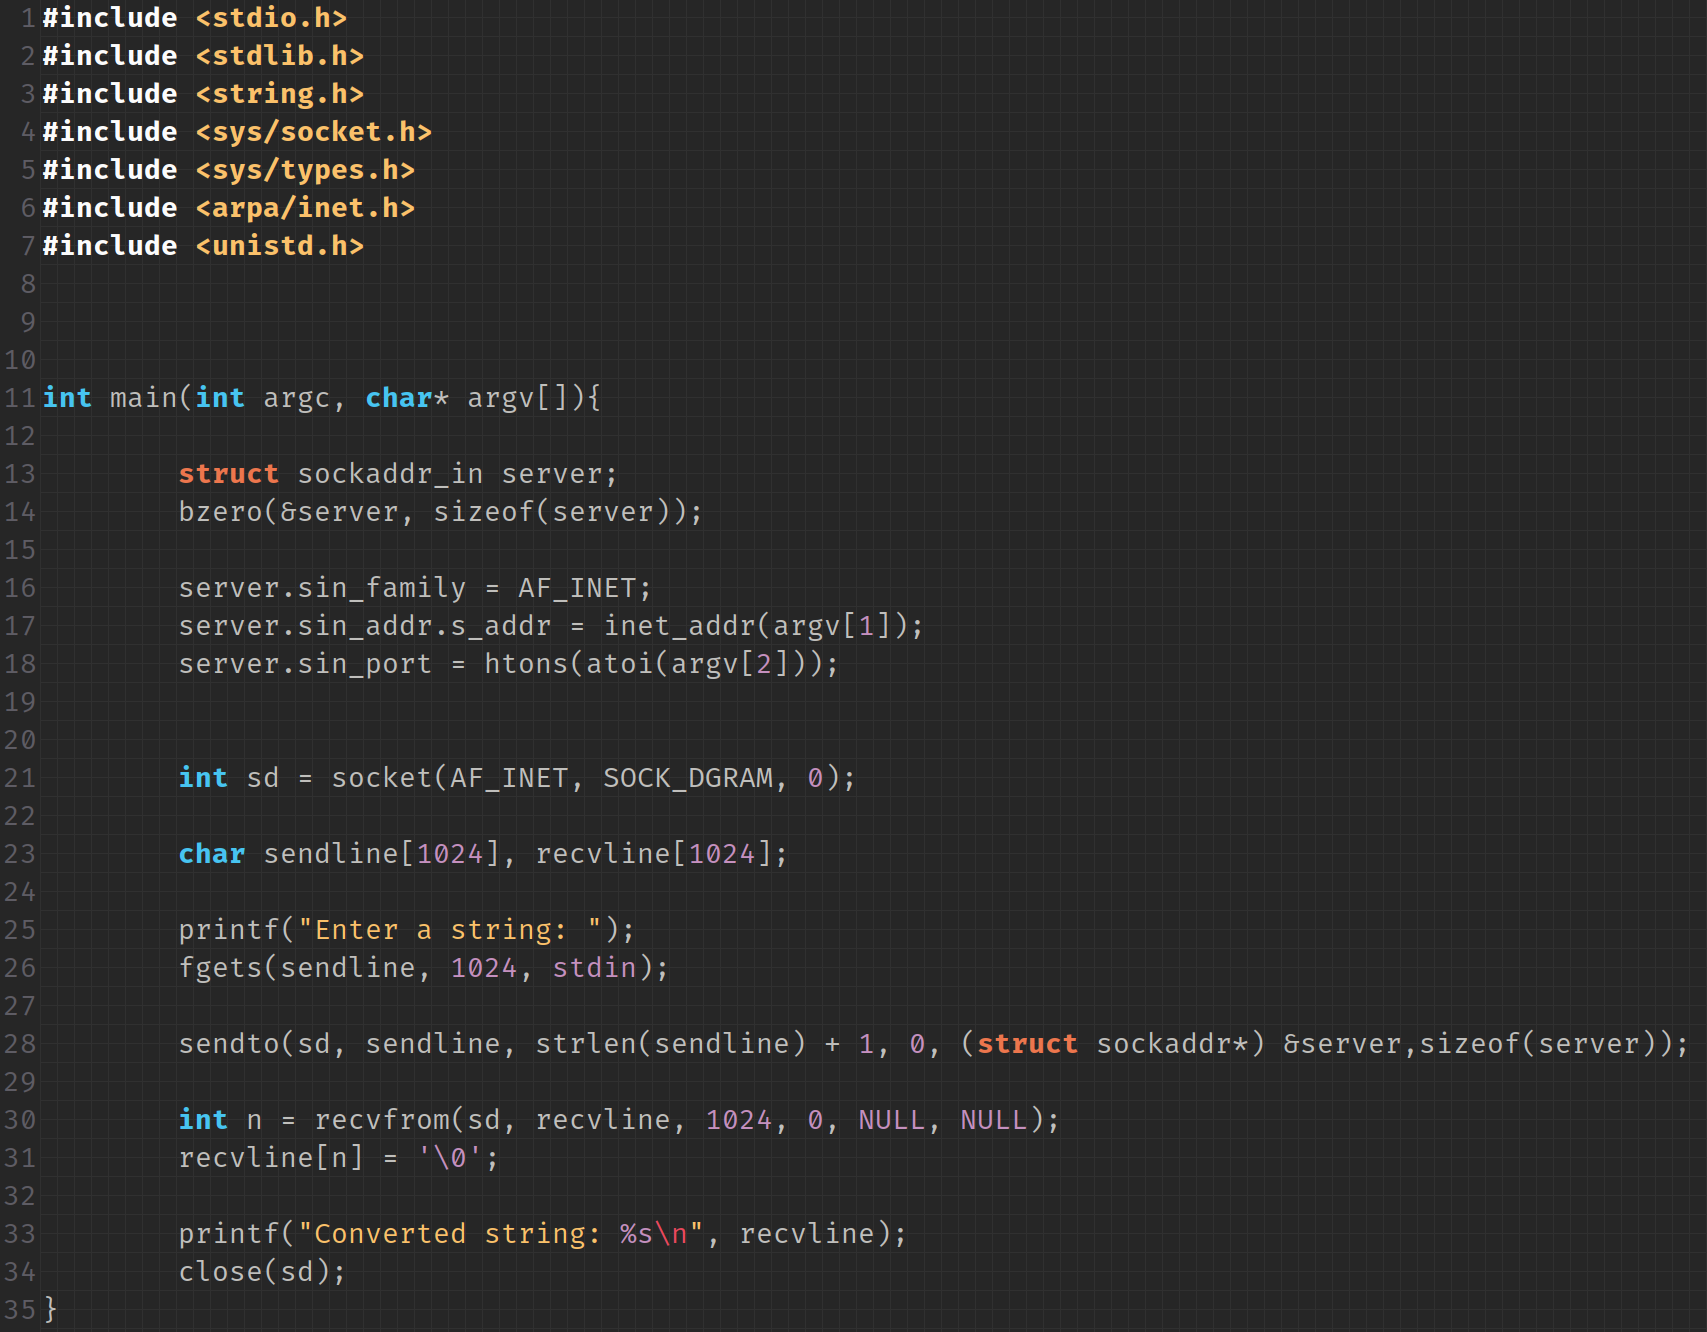 1 #include <stdio.h>
2 #include <stdlib.h>
3 #include <string.h>
4 #include <sys/socket.h>
5 #include <sys/types.h>
6 #include <arpa/inet.h>
7 #include <unistd.h>
8
9
10
11 int main(int argc, char* argv[]){
12
13         struct sockaddr_in server;
14         bzero(&server, sizeof(server));
15
16         server.sin_family = AF_INET;
17         server.sin_addr.s_addr = inet_addr(argv[1]);
18         server.sin_port = htons(atoi(argv[2]));
19
20
21         int sd = socket(AF_INET, SOCK_DGRAM, 0);
22
23         char sendline[1024], recvline[1024];
24
25         printf("Enter a string: ");
26         fgets(sendline, 1024, stdin);
27
28         sendto(sd, sendline, strlen(sendline) + 1, 0, (struct sockaddr*) &server,sizeof(server));
29
30         int n = recvfrom(sd, recvline, 1024, 0, NULL, NULL);
31         recvline[n] = '\0';
32
33         printf("Converted string: %s\n", recvline);
34         close(sd);
35 }